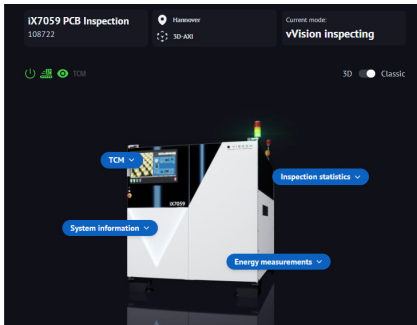 iX7059 PCB Inspection
108722
Hannover
3D-AXI
Current mode:
vVision inspecting
TCM
3D
Classic
TCM
Inspection statistics
iX7059
System information
Energy measurements